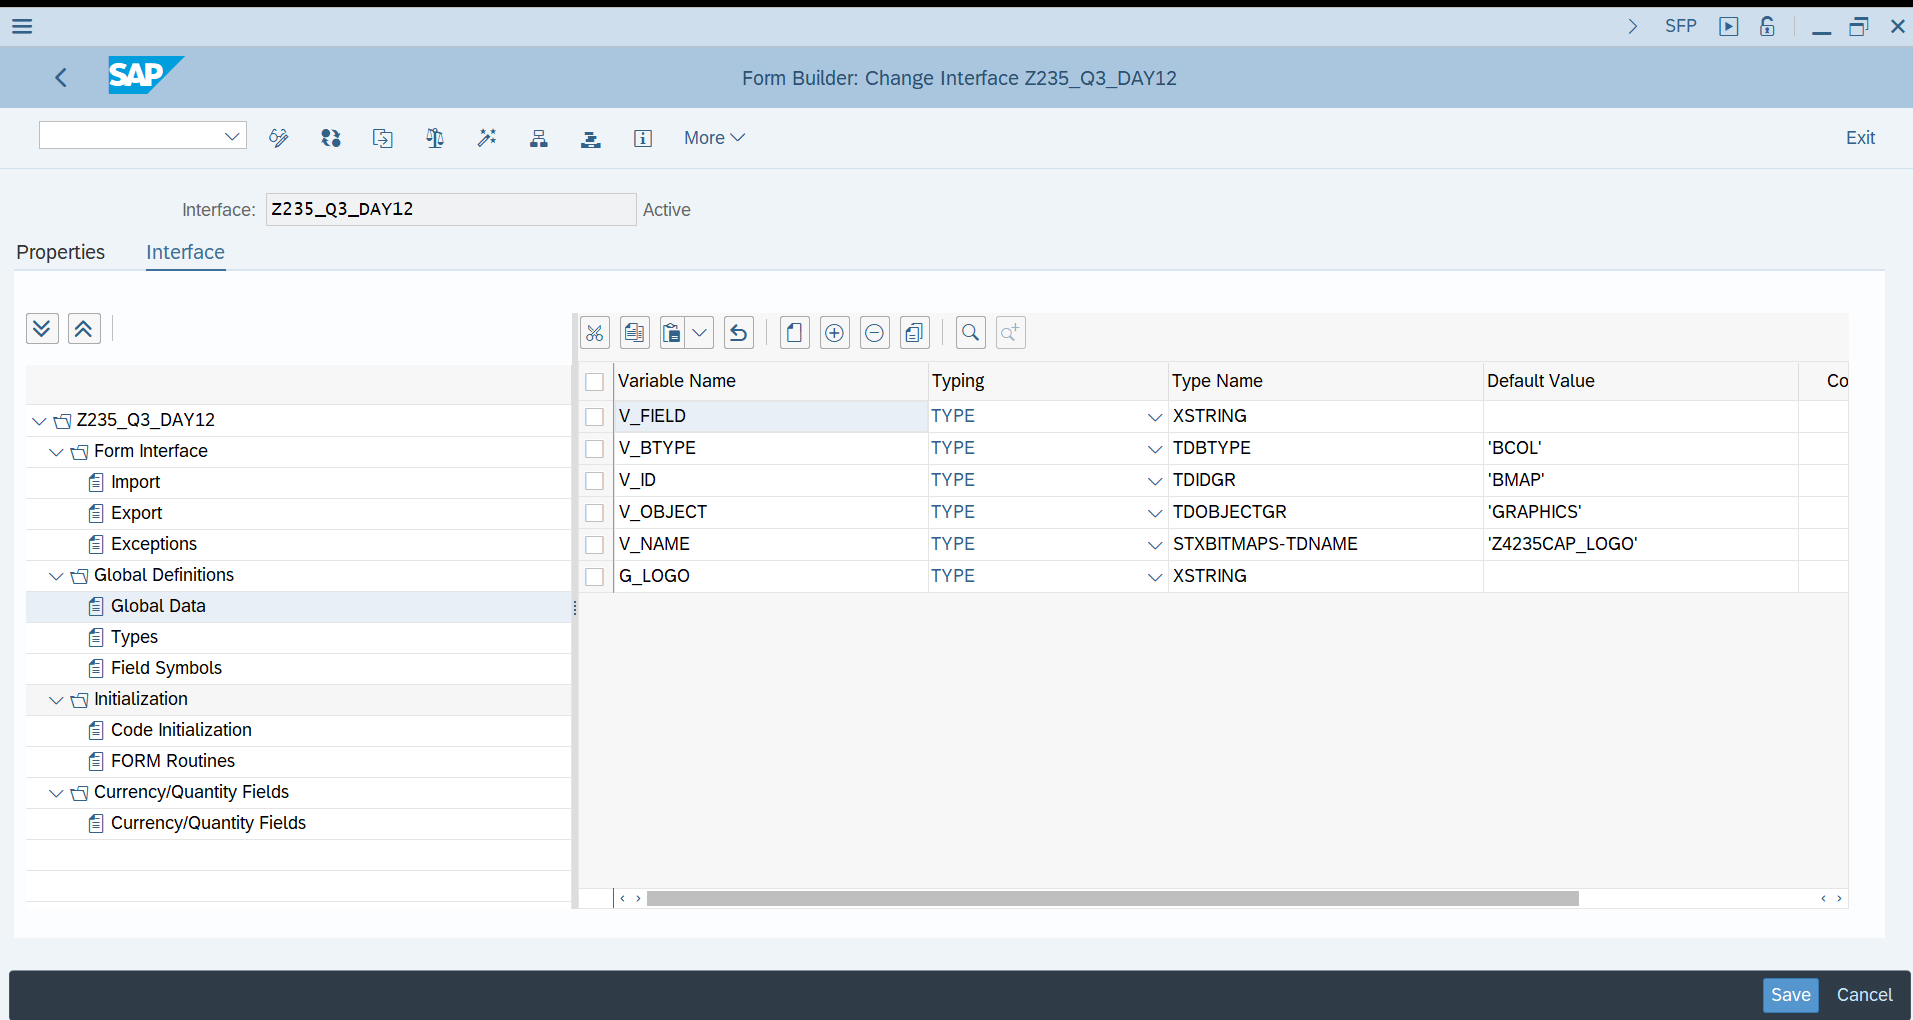 SFP
SAP
Form Builder: Change Interface Z235_Q3_DAY12
More
Exit
Interface: Z235_Q3_DAY12 Active
Properties Interface
Variable Name Typing Type Name Default Value Co
V_FIELD TYPE XSTRING
V_BTYPE TYPE TDBTYPE 'BCOL'
V_ID TYPE TDIDGR 'BMAP'
V_OBJECT TYPE TDOBJECTGR 'GRAPHICS'
V_NAME TYPE STXBITMAPS-TDNAME 'Z4235CAP_LOGO'
G_LOGO TYPE XSTRING
Z235_Q3_DAY12
Form Interface
Import
Export
Exceptions
Global Definitions
Global Data
Types
Field Symbols
Initialization
Code Initialization
FORM Routines
Currency/Quantity Fields
Currency/Quantity Fields
Save Cancel